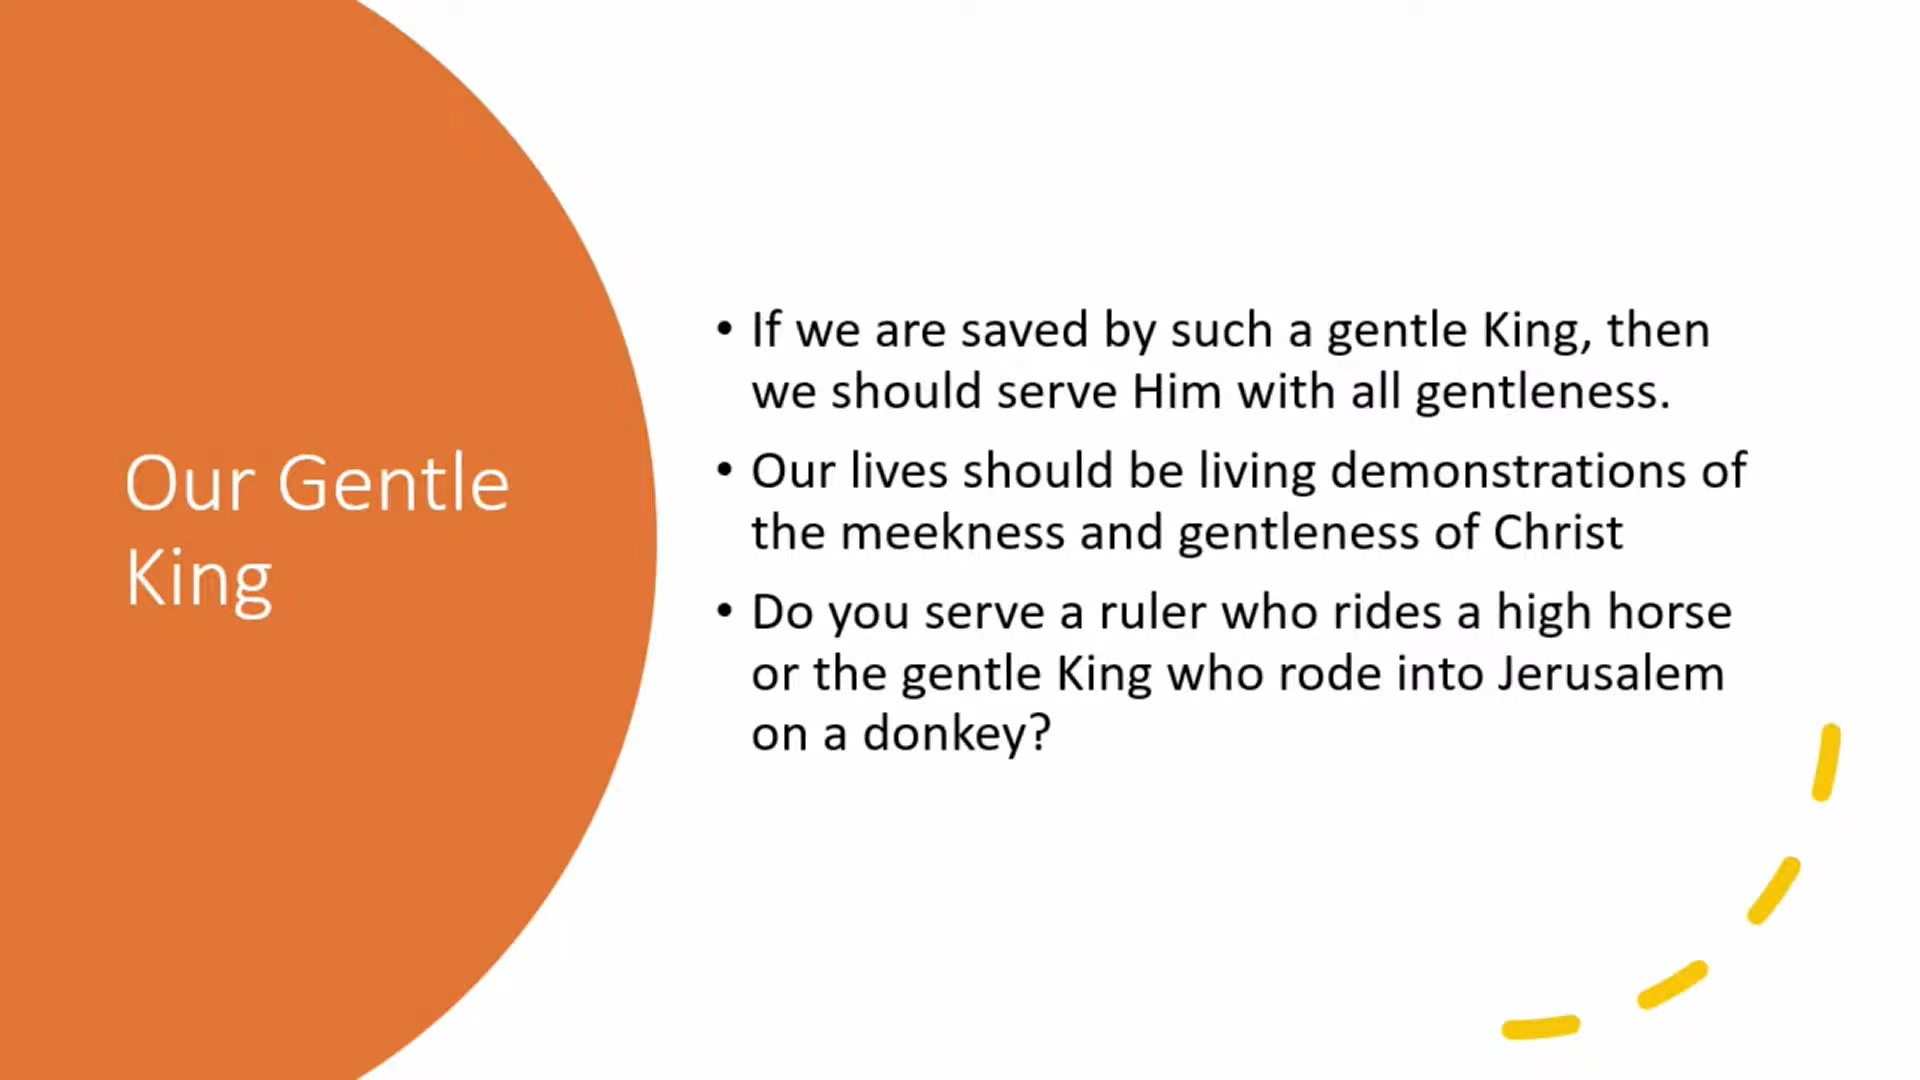 Our Gentle
King
• If we are saved by such a gentle King, then
we should serve Him with all gentleness.
• Our lives should be living demonstrations of
the meekness and gentleness of Christ
• Do you serve a ruler who rides a high horse
or the gentle King who rode into Jerusalem
on a donkey?